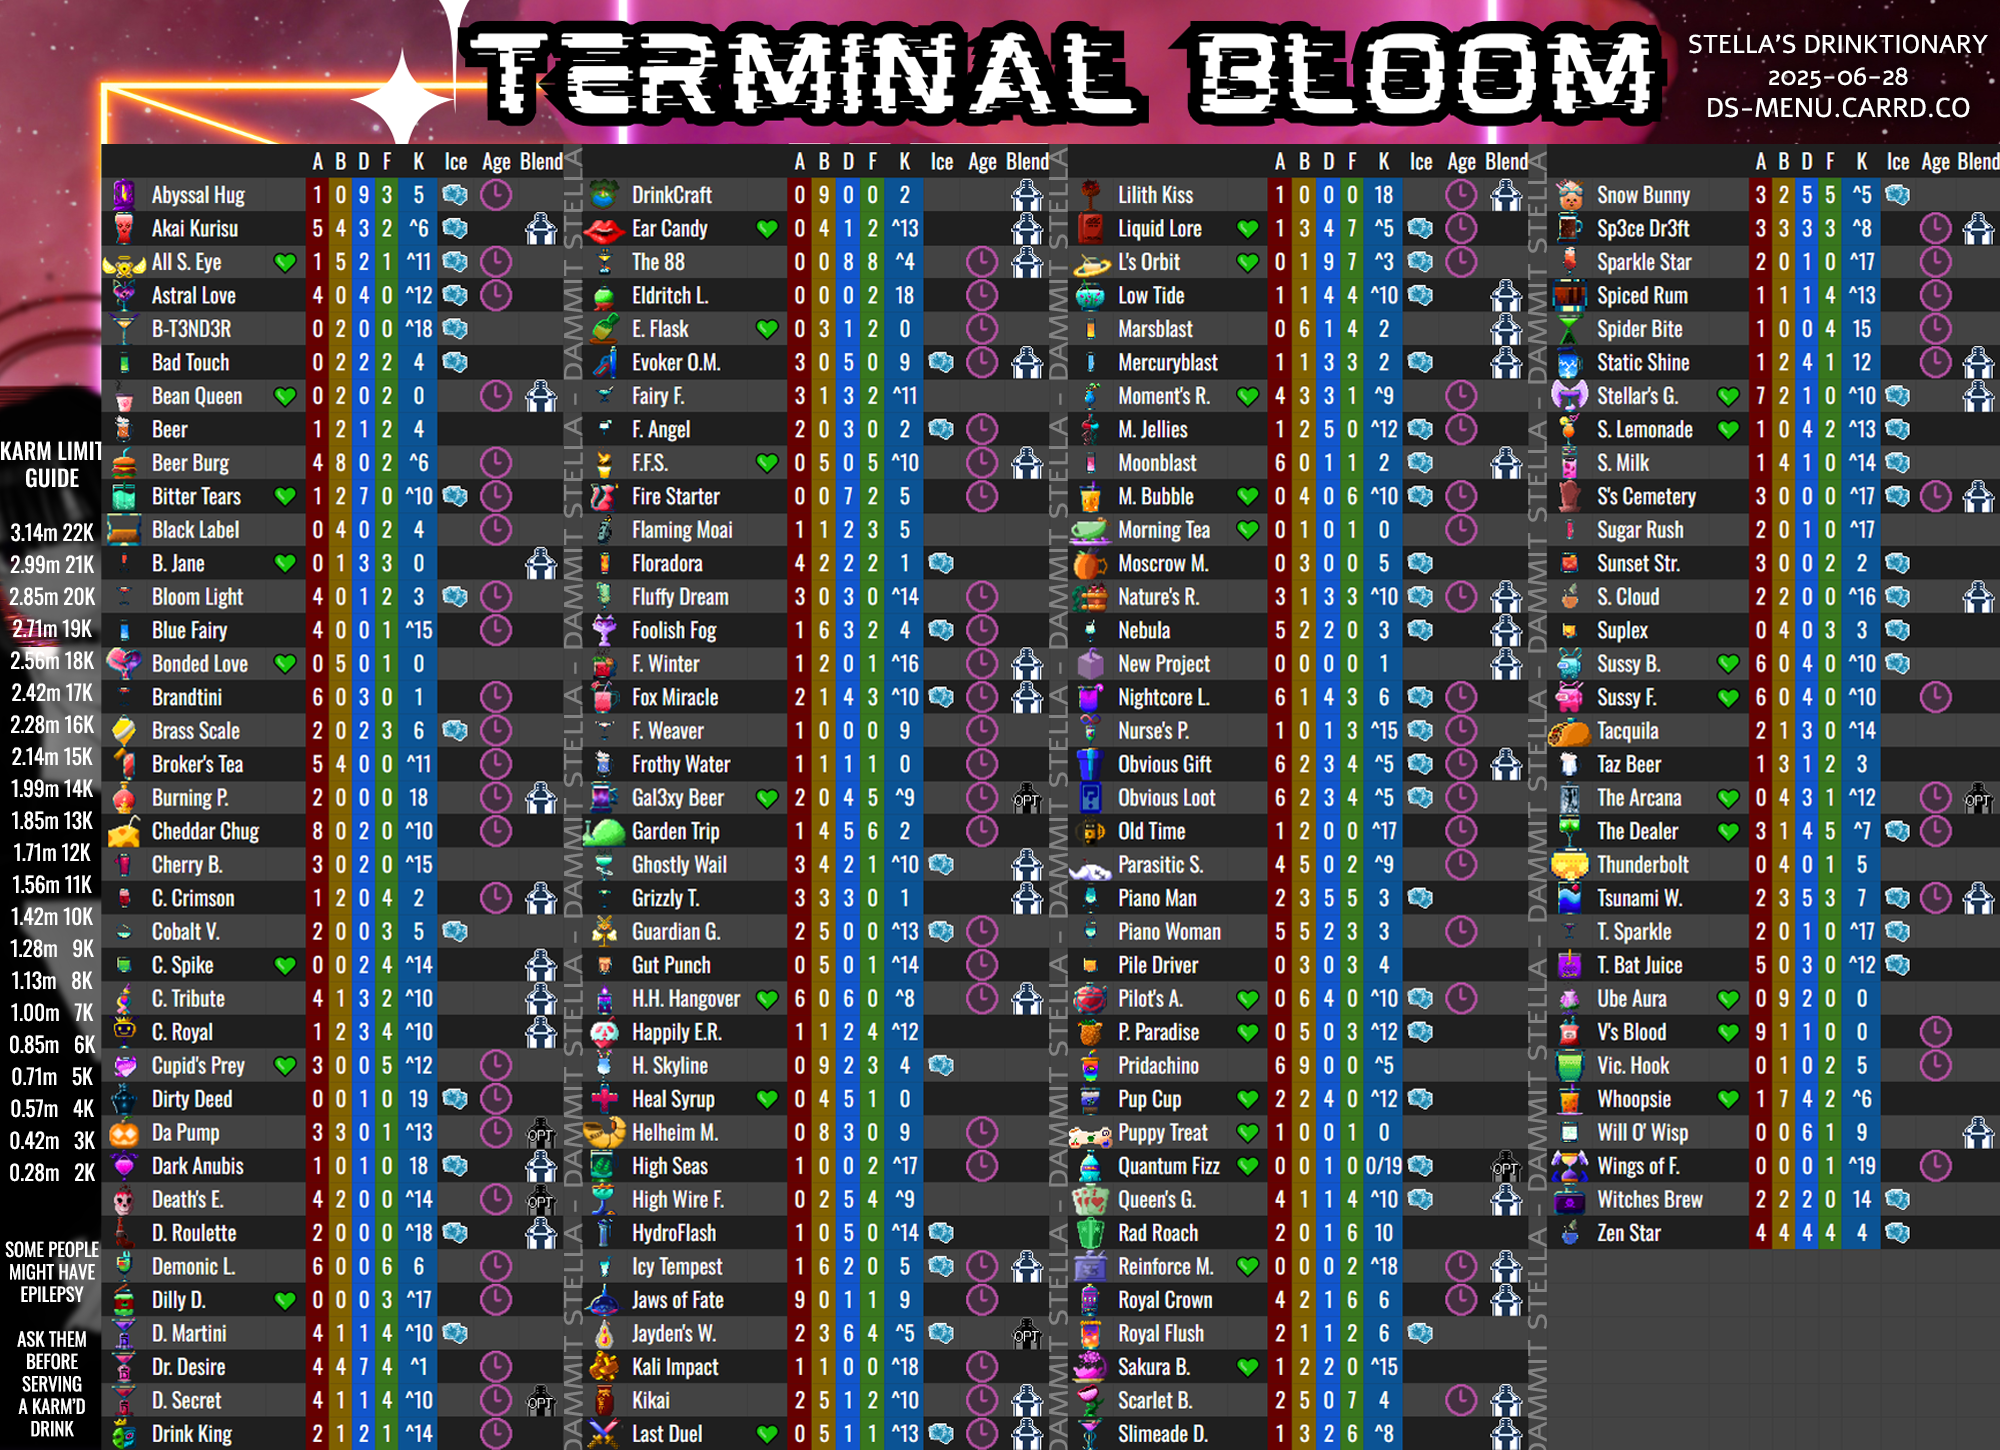 TERMINAL BLOOM
STELLA'S DRINKTIONARY
2025-06-28
DS-MENU.CARRD.CO
KARM LIMIT
GUIDE
3.14m 22K
2.99m 21K
2.85m 20K
2.71m 19K
2.56m 18K
2.42m 17K
2.28m 16K
2.14m 15K
1.99m 14K
1.85m 13K
1.71m 12K
1.56m 11K
1.42m 10K
1.28m 9K
1.13m 8K
1.00m 7K
0.85m 6K
0.71m 5K
0.57m 4K
0.42m 3K
0.28m 2K
SOME PEOPLE
MIGHT HAVE
EPILEPSY
ASK THEM
BEFORE
SERVING
A KARM'D
DRINK
A B D F K Ice Age Blend
Abyssal Hug 1 0 9 3 5
Akai Kurisu 5 4 3 2 ^6
All S. Eye 1 5 2 1 ^11
Astral Love 4 0 4 0 ^12
B-T3ND3R 0 2 0 0 ^18
Bad Touch 0 2 2 2 4
Bean Queen 0 2 0 2 0
Beer 1 2 1 2 4
Beer Burg 4 8 0 2 ^6
Bitter Tears 1 2 7 0 ^10
Black Label 0 4 0 2 4
B. Jane 0 1 3 3 0
Bloom Light 4 0 1 2 3
Blue Fairy 4 0 0 1 ^15
Bonded Love 0 5 0 1 0
Brandtini 6 0 3 0 1
Brass Scale 2 0 2 3 6
Broker's Tea 5 4 0 0 ^11
Burning P. 2 0 0 0 18
Cheddar Chug 8 0 2 0 ^10
Cherry B. 3 0 2 0 ^15
C. Crimson 1 2 0 4 2
Cobalt V. 2 0 0 3 5
C. Spike 0 0 2 4 ^14
C. Tribute 4 1 3 2 ^10
C. Royal 1 2 3 4 ^10
Cupid's Prey 3 0 0 5 ^12
Dirty Deed 0 0 1 0 19
Da Pump 3 3 0 1 ^13 OPT
Dark Anubis 1 0 1 0 18
Death's E. 4 2 0 0 ^14 OPT
D. Roulette 2 0 0 0 ^18
Demonic L. 6 0 0 6 6
Dilly D. 0 0 0 3 ^17
D. Martini 4 1 1 4 ^10
Dr. Desire 4 4 7 4 ^1
D. Secret 4 1 1 4 ^10 OPT
Drink King 2 1 2 1 ^14
DAMMIT STELLA - DAMMIT STELLA - DAMMIT STELLA - DAMMIT STELLA
A B D F K Ice Age Blend
DrinkCraft 0 9 0 0 2
Ear Candy 0 4 1 2 ^13
The 88 0 0 8 8 ^4
Eldritch L. 0 0 0 2 18
E. Flask 0 3 1 2 0
Evoker O.M. 3 0 5 0 9
Fairy F. 3 1 3 2 ^11
F. Angel 2 0 3 0 2
F.F.S. 0 5 0 5 ^10
Fire Starter 0 0 7 2 5
Flaming Moai 1 1 2 3 5
Floradora 4 2 2 2 1
Fluffy Dream 3 0 3 0 ^14
Foolish Fog 1 6 3 2 4
F. Winter 1 2 0 1 ^16
Fox Miracle 2 1 4 3 ^10
F. Weaver 1 0 0 0 9
Frothy Water 1 1 1 1 0
Gal3xy Beer 2 0 4 5 ^9 OPT
Garden Trip 1 4 5 6 2
Ghostly Wail 3 4 2 1 ^10
Grizzly T. 3 3 3 0 1
Guardian G. 2 5 0 0 ^13
Gut Punch 0 5 0 1 ^14
H.H. Hangover 6 0 6 0 ^8
Happily E.R. 1 1 2 4 ^12
H. Skyline 0 9 2 3 4
Heal Syrup 0 4 5 1 0
Helheim M. 0 8 3 0 9
High Seas 1 0 0 2 ^17
High Wire F. 0 2 5 4 ^9
HydroFlash 1 0 5 0 ^14
Icy Tempest 1 6 2 0 5
Jaws of Fate 9 0 1 1 9
Jayden's W. 2 3 6 4 ^5 OPT
Kali Impact 1 1 0 0 ^18
Kikai 2 5 1 2 ^10
Last Duel 0 5 1 1 ^13
DAMMIT STELLA - DAMMIT STELLA - DAMMIT STELLA - DAMMIT STELLA
A B D F K Ice Age Blend
Lilith Kiss 1 0 0 0 18
Liquid Lore 1 3 4 7 ^5
L's Orbit 0 1 9 7 ^3
Low Tide 1 1 4 4 ^10
Marsblast 0 6 1 4 2
Mercuryblast 1 1 3 3 2
Moment's R. 4 3 3 1 ^9
M. Jellies 1 2 5 0 ^12
Moonblast 6 0 1 1 2
M. Bubble 0 4 0 6 ^10
Morning Tea 0 1 0 1 0
Moscrow M. 0 3 0 0 5
Nature's R. 3 1 3 3 ^10
Nebula 5 2 2 0 3
New Project 0 0 0 0 1
Nightcore L. 6 1 4 3 6
Nurse's P. 1 0 1 3 ^15
Obvious Gift 6 2 3 4 ^5
Obvious Loot 6 2 3 4 ^5
Old Time 1 2 0 0 ^17
Parasitic S. 4 5 0 2 ^9
Piano Man 2 3 5 5 3
Piano Woman 5 5 2 3 3
Pile Driver 0 3 0 3 4
Pilot's A. 0 6 4 0 ^10
P. Paradise 0 5 0 3 ^12
Pridachino 6 9 0 0 ^5
Pup Cup 2 2 4 0 ^12
Puppy Treat 1 0 0 1 0
Quantum Fizz 0 0 1 0 0/19 OPT
Queen's G. 4 1 1 4 ^10
Rad Roach 2 0 1 6 10
Reinforce M. 0 0 0 2 ^18
Royal Crown 4 2 1 6 6
Royal Flush 2 1 1 2 6
Sakura B. 1 2 2 0 ^15
Scarlet B. 2 5 0 7 4
Slimeade D. 1 3 2 6 ^8
DAMMIT STELLA - DAMMIT STELLA - DAMMIT STELLA - DAMMIT STELLA
A B D F K Ice Age Blend
Snow Bunny 3 2 5 5 ^5
Sp3ce Dr3ft 3 3 3 3 ^8
Sparkle Star 2 0 1 0 ^17
Spiced Rum 1 1 1 4 ^13
Spider Bite 1 0 0 4 15
Static Shine 1 2 4 1 12
Stellar's G. 7 2 1 0 ^10
S. Lemonade 1 0 4 2 ^13
S. Milk 1 4 1 0 ^14
S's Cemetery 3 0 0 0 ^17
Sugar Rush 2 0 1 0 ^17
Sunset Str. 3 0 0 2 2
S. Cloud 2 2 0 0 ^16
Suplex 0 4 0 3 3
Sussy B. 6 0 4 0 ^10
Sussy F. 6 0 4 0 ^10
Tacquila 2 1 3 0 ^14
Taz Beer 1 3 1 2 3
The Arcana 0 4 3 1 ^12 OPT
The Dealer 3 1 4 5 ^7
Thunderbolt 0 4 0 1 5
Tsunami W. 2 3 5 3 7
T. Sparkle 2 0 1 0 ^17
T. Bat Juice 5 0 3 0 ^12
Ube Aura 0 9 2 0 0
V's Blood 9 1 1 0 0
Vic. Hook 0 1 0 2 5
Whoopsie 1 7 4 2 ^6
Will O' Wisp 0 0 6 1 9
Wings of F. 0 0 0 1 ^19
Witches Brew 2 2 2 0 14
Zen Star 4 4 4 4 4